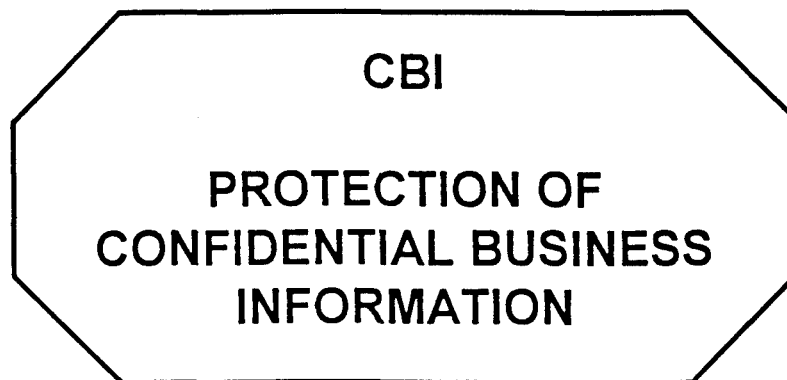 CBI
PROTECTION OF
CONFIDENTIAL BUSINESS
INFORMATION